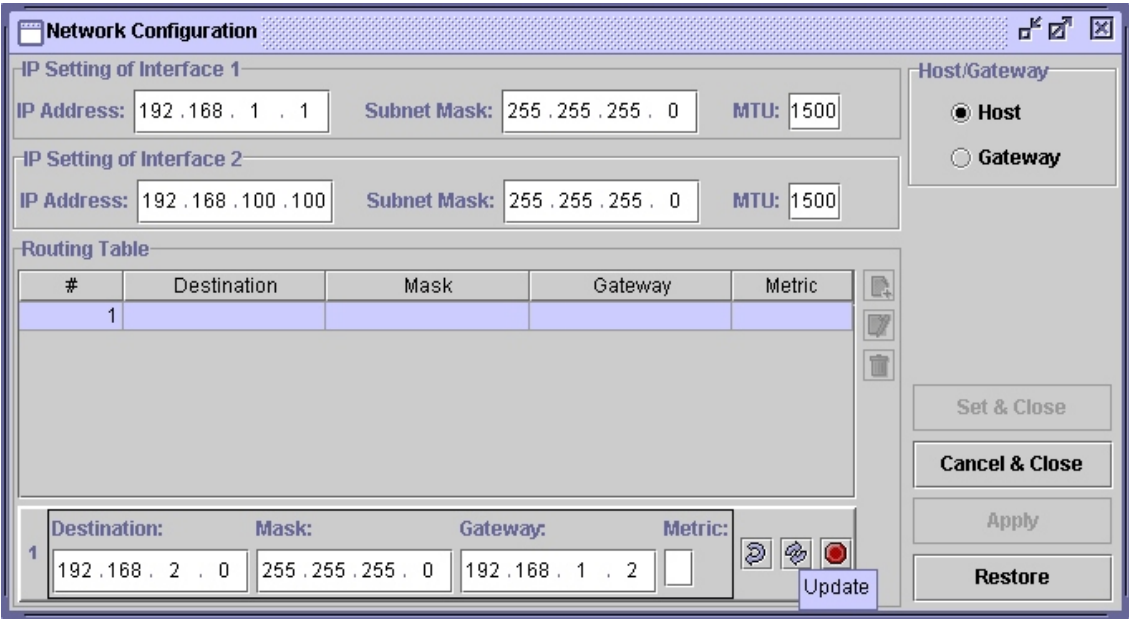 Network Configuration
IP Setting of Interface 1
IP Address: 192 .168 . 1 . 1 Subnet Mask: 255 .255 .255 . 0 MTU: 1500
IP Setting of Interface 2
IP Address: 192 .168 .100 .100 Subnet Mask: 255 .255 .255 . 0 MTU: 1500
Host/Gateway
Host
Gateway
Routing Table
# Destination Mask Gateway Metric
1
Set & Close
Cancel & Close
Apply
Restore
Destination: Mask: Gateway: Metric:
1 192 .168 . 2 . 0 255 .255 .255 . 0 192 .168 . 1 . 2
Update